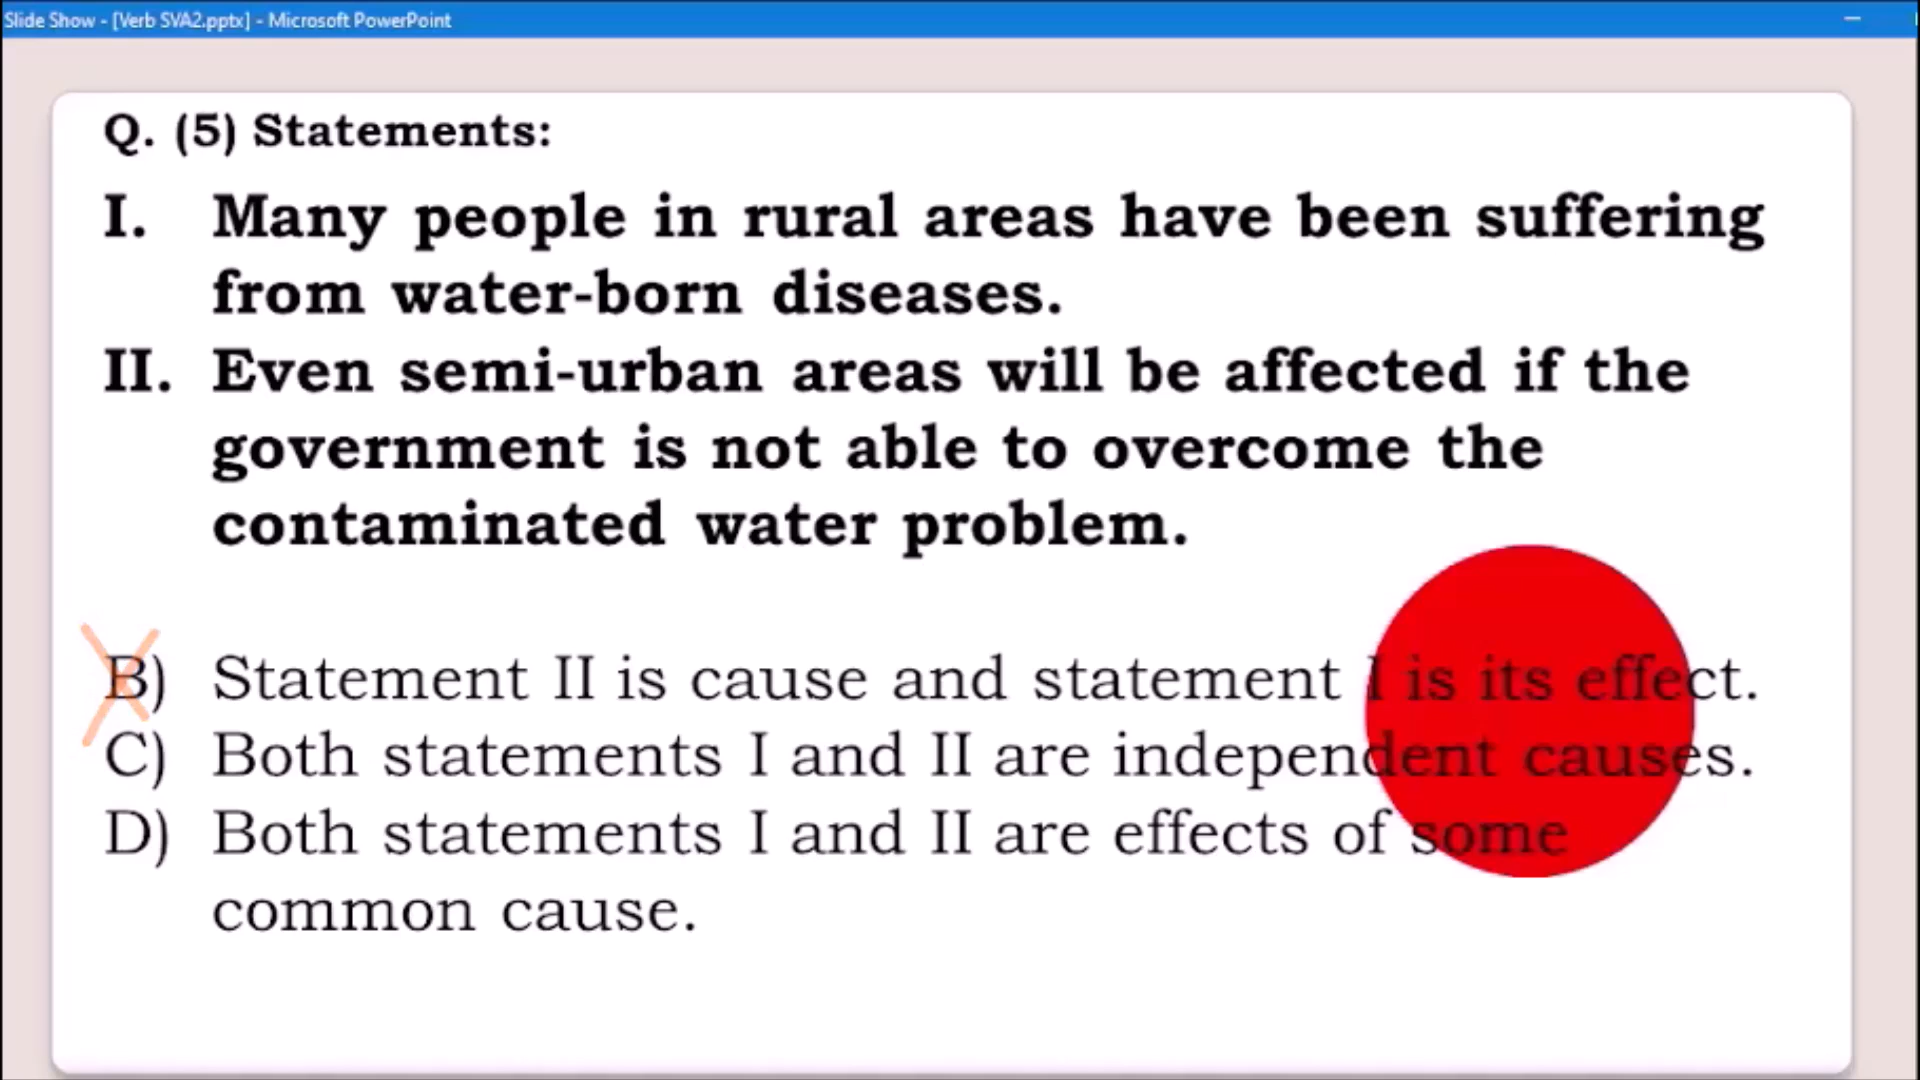 Slide Show - [Verb SVA2.pptx] - Microsoft PowerPoint
Q. (5) Statements:
I. Many people in rural areas have been suffering
from water-born diseases.
II. Even semi-urban areas will be affected if the
government is not able to overcome the
contaminated water problem.
B) Statement II is cause and statement I is its effect.
C) Both statements I and II are independent causes.
D) Both statements I and II are effects of some
common cause.